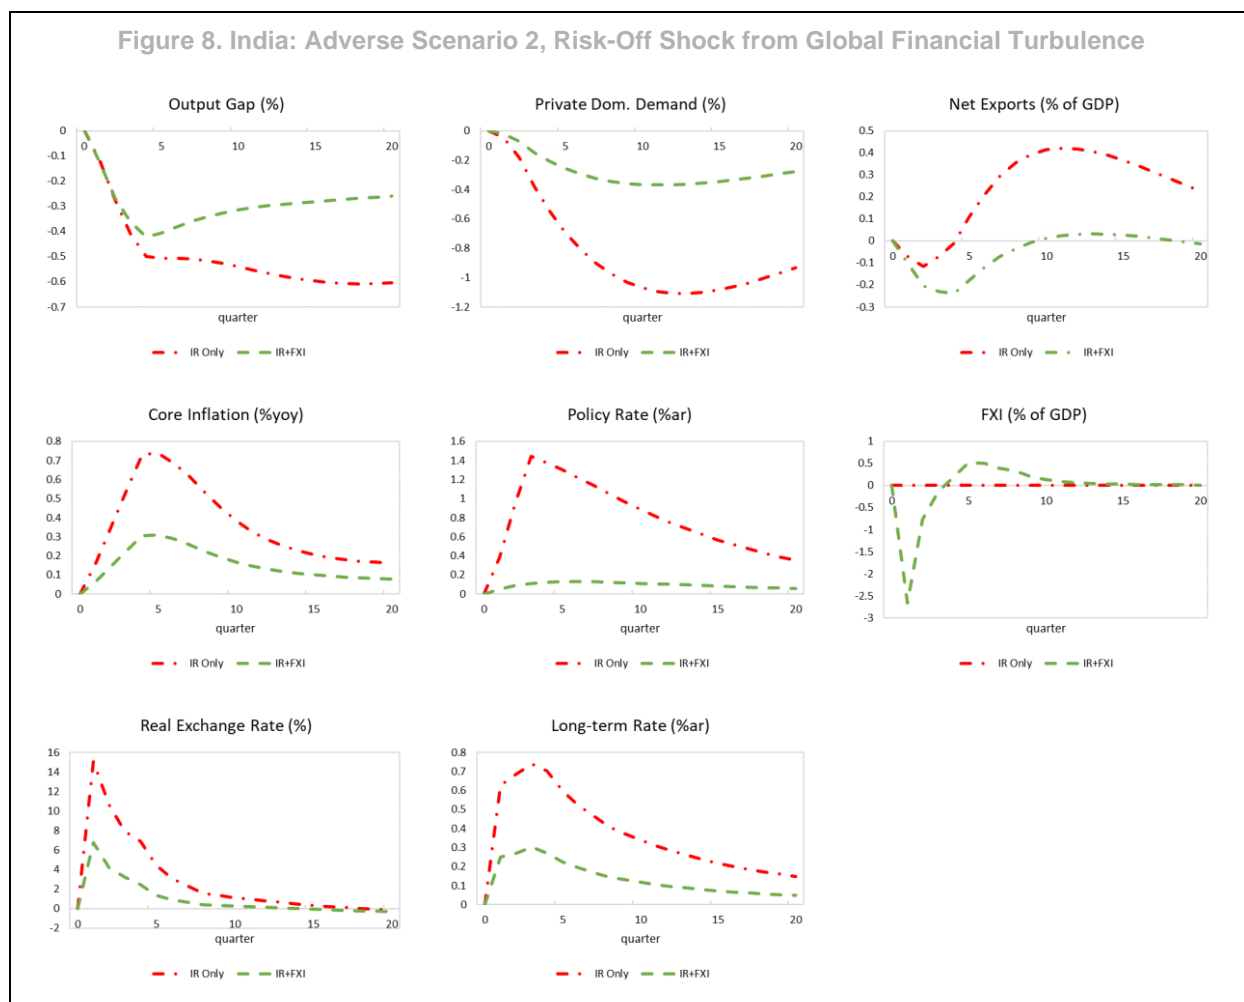 Figure 8. India: Adverse Scenario 2, Risk-Off Shock from Global Financial Turbulence
Output Gap (%)
0
-0.1
-0.2
-0.3
-0.4
-0.5
-0.6
-0.7
0 5 10 15 20
quarter
IR Only IR+FXI
Private Dom. Demand (%)
0
-0.2
-0.4
-0.6
-0.8
-1
-1.2
0 5 10 15 20
quarter
IR Only IR+FXI
Net Exports (% of GDP)
0.5
0.4
0.3
0.2
0.1
0
-0.1
-0.2
-0.3
0 5 10 15 20
quarter
IR Only IR+FXI
Core Inflation (%yoy)
0.8
0.7
0.6
0.5
0.4
0.3
0.2
0.1
0
0 5 10 15 20
quarter
IR Only IR+FXI
Policy Rate (%ar)
1.6
1.4
1.2
1
0.8
0.6
0.4
0.2
0
0 5 10 15 20
quarter
IR Only IR+FXI
FXI (% of GDP)
1
0.5
0
-0.5
-1
-1.5
-2
-2.5
-3
0 5 10 15 20
quarter
IR Only IR+FXI
Real Exchange Rate (%)
16
14
12
10
8
6
4
2
0
-2
0 5 10 15 20
quarter
IR Only IR+FXI
Long-term Rate (%ar)
0.8
0.7
0.6
0.5
0.4
0.3
0.2
0.1
0
0 5 10 15 20
quarter
IR Only IR+FXI